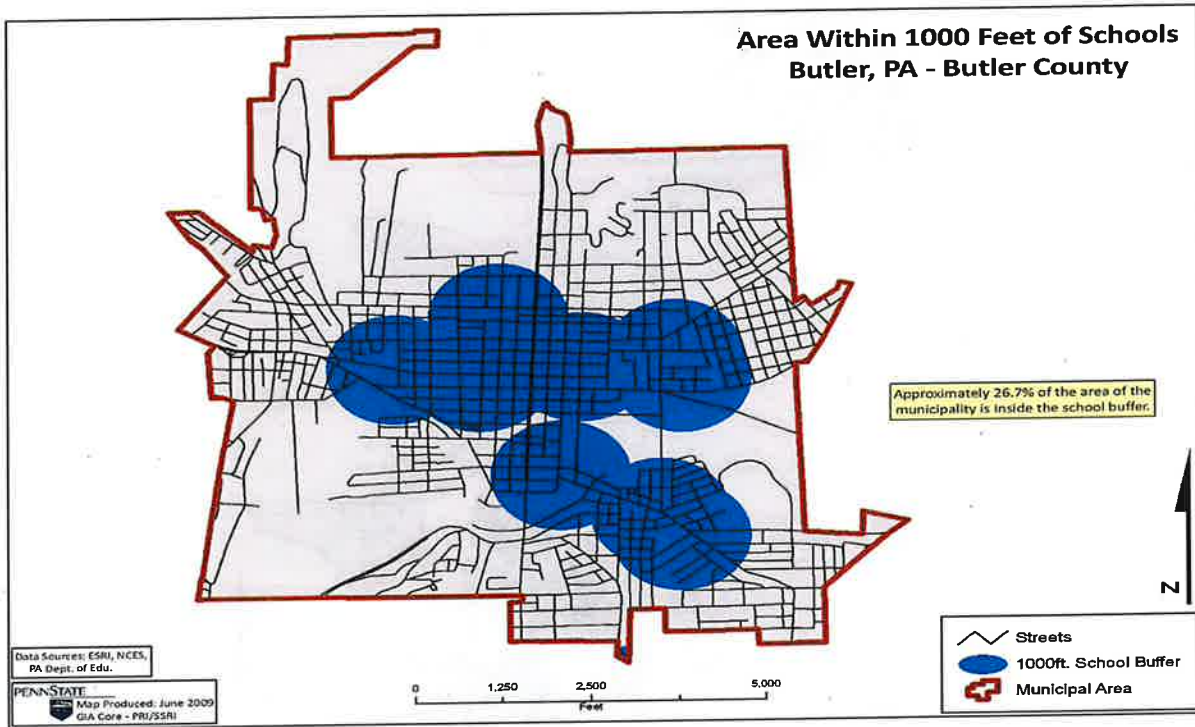 Area Within 1000 Feet of Schools
Butler, PA - Butler County
Approximately 26.7% of the area of the
municipality is inside the school buffer.
N
Streets
1000ft. School Buffer
Municipal Area
Data Sources: ESRI, NCES,
PA Dept. of Edu.
PENNSTATE
Map Produced: June 2009
GIA Core - PRI/SSRI
0 1,250 2,500 5,000
Feet